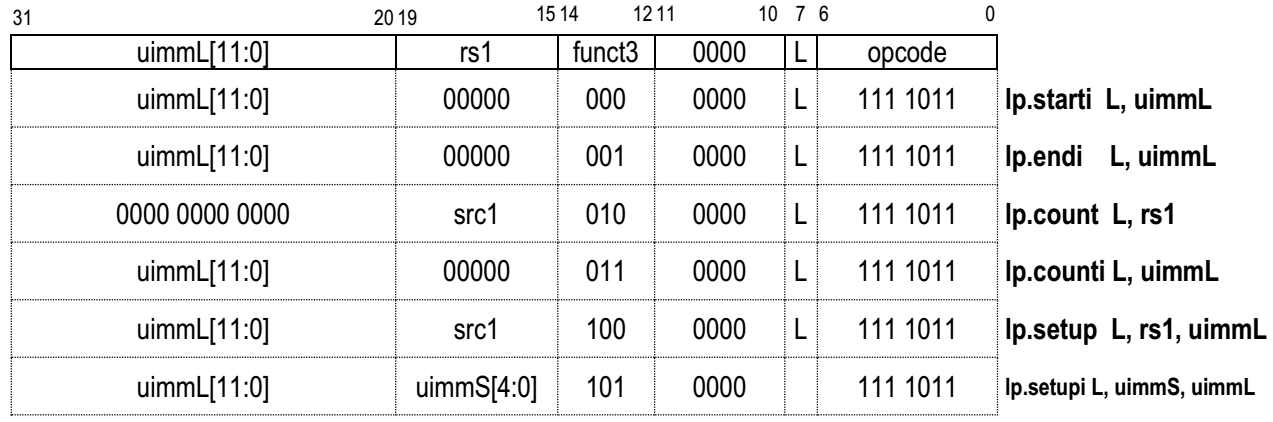 31 20 19 15 14 12 11 10 7 6 0
uimmL[11:0] rs1 funct3 0000 L opcode
uimmL[11:0] 00000 000 0000 L 111 1011 lp.starti L, uimmL
uimmL[11:0] 00000 001 0000 L 111 1011 lp.endi L, uimmL
0000 0000 0000 src1 010 0000 L 111 1011 lp.count L, rs1
uimmL[11:0] 00000 011 0000 L 111 1011 lp.counti L, uimmL
uimmL[11:0] src1 100 0000 L 111 1011 lp.setup L, rs1, uimmL
uimmL[11:0] uimmS[4:0] 101 0000 111 1011 lp.setupi L, uimmS, uimmL